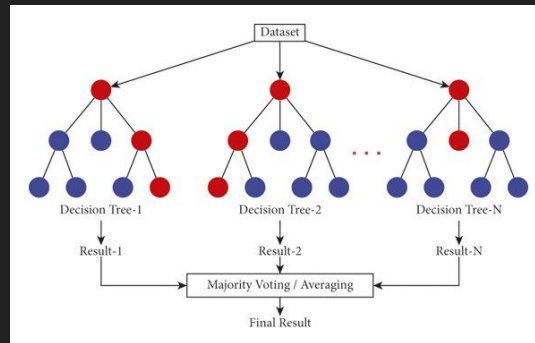 Dataset
Decision Tree-1
Decision Tree-2
Decision Tree-N
Result-1
Result-2
Result-N
Majority Voting / Averaging
Final Result